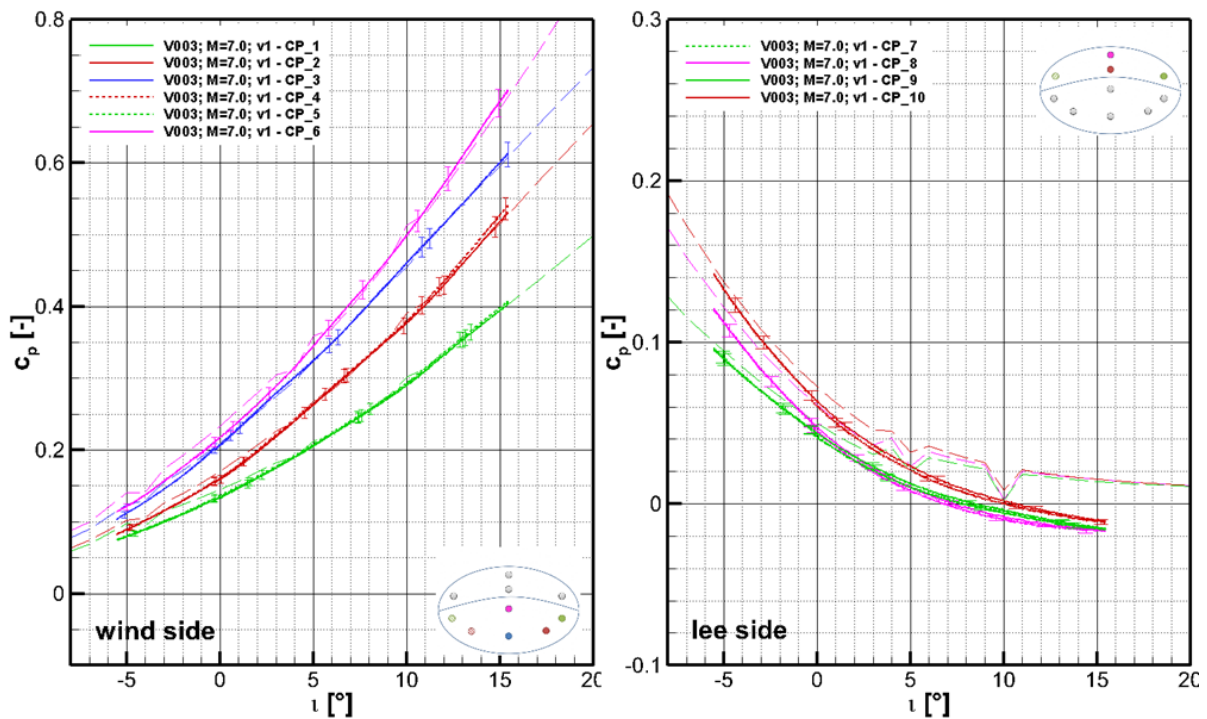 0.8
0.6
0.4
0.2
0
cp [-]
V003; M=7.0; v1 - CP_1
V003; M=7.0; v1 - CP_2
V003; M=7.0; v1 - CP_3
V003; M=7.0; v1 - CP_4
V003; M=7.0; v1 - CP_5
V003; M=7.0; v1 - CP_6
wind side
-5 0 5 10 15 20
ι [°]
0.3
0.2
0.1
0
-0.1
cp [-]
V003; M=7.0; v1 - CP_7
V003; M=7.0; v1 - CP_8
V003; M=7.0; v1 - CP_9
V003; M=7.0; v1 - CP_10
lee side
-5 0 5 10 15 20
ι [°]